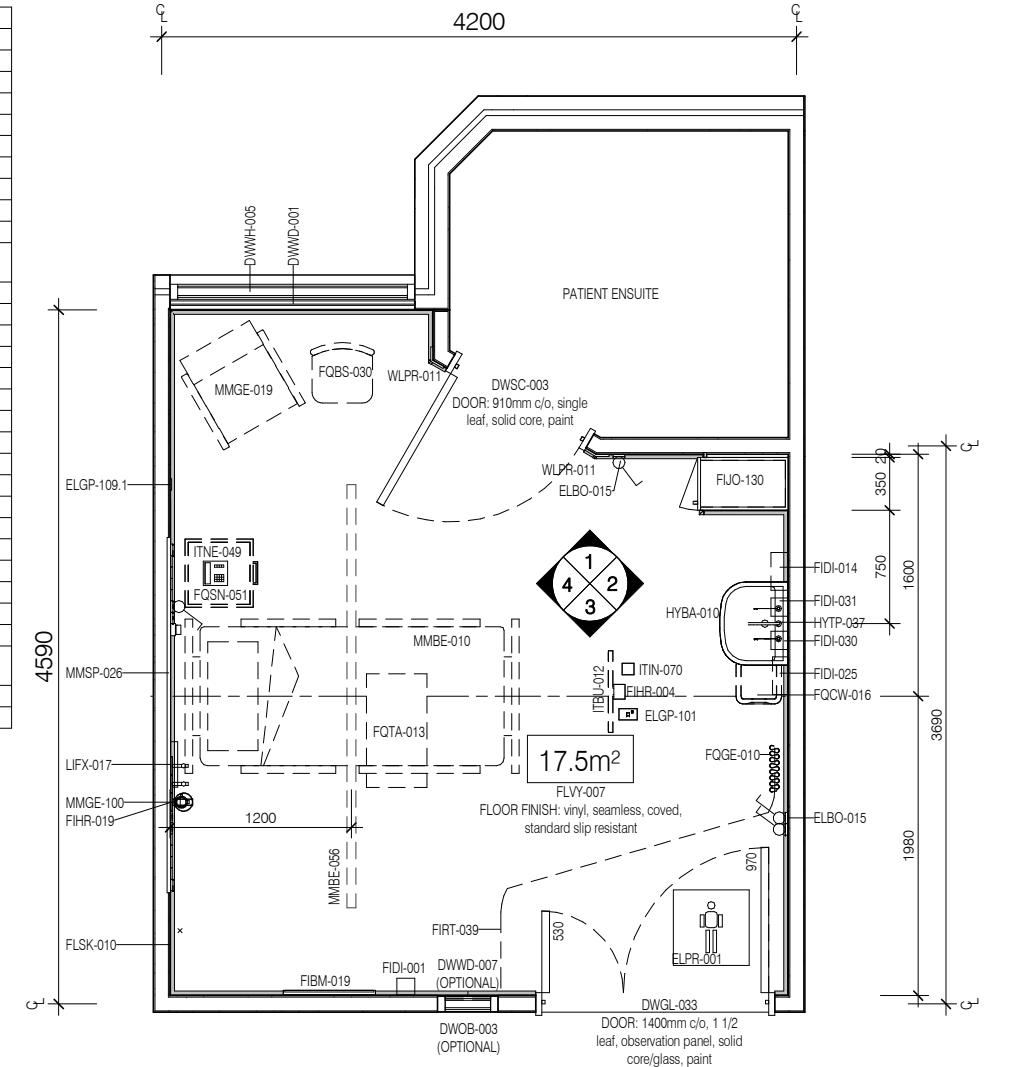 ℄
℄
4200
DWWH-005
DWWD-001
PATIENT ENSUITE
FQBS-030
WLPR-011
MMGE-019
DWSC-003
DOOR: 910mm c/o, single
leaf, solid core, paint
℄
20
WLPR-011
ELBO-015
FIJO-130
350
ELGP-109.1
ITNE-049
FQSN-051
1
4
2
3
FIDI-014
750
1600
FIDI-031
HYBA-010
HYTP-037
FIDI-030
MMBE-010
4590
MMSP-026
ITBU-012
ITIN-070
FIHR-004
ELGP-101
FIDI-025
FQCW-016
3690
FQTA-013
17.5m²
FQGE-010
LIFX-017
FLVY-007
FLOOR FINISH: vinyl, seamless, coved,
standard slip resistant
MMGE-100
FIHR-019
1200
ELBO-015
1980
MMBE-056
970
FIRT-039
530
FLSK-010
ELPR-001
FIDI-001
DWWD-007
(OPTIONAL)
FIBM-019
℄
℄
DWGL-033
DOOR: 1400mm c/o, 1 1/2
leaf, observation panel, solid
core/glass, paint
DWOB-003
(OPTIONAL)